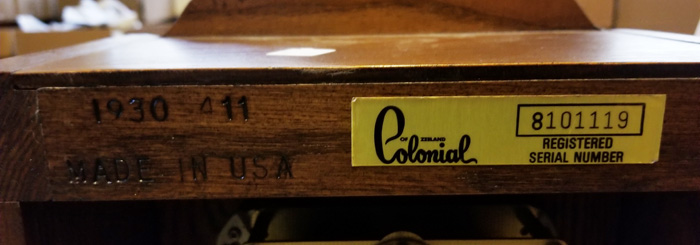 1930 411
MADE IN USA
Colonial
OF ZEELAND
8101119
REGISTERED
SERIAL NUMBER